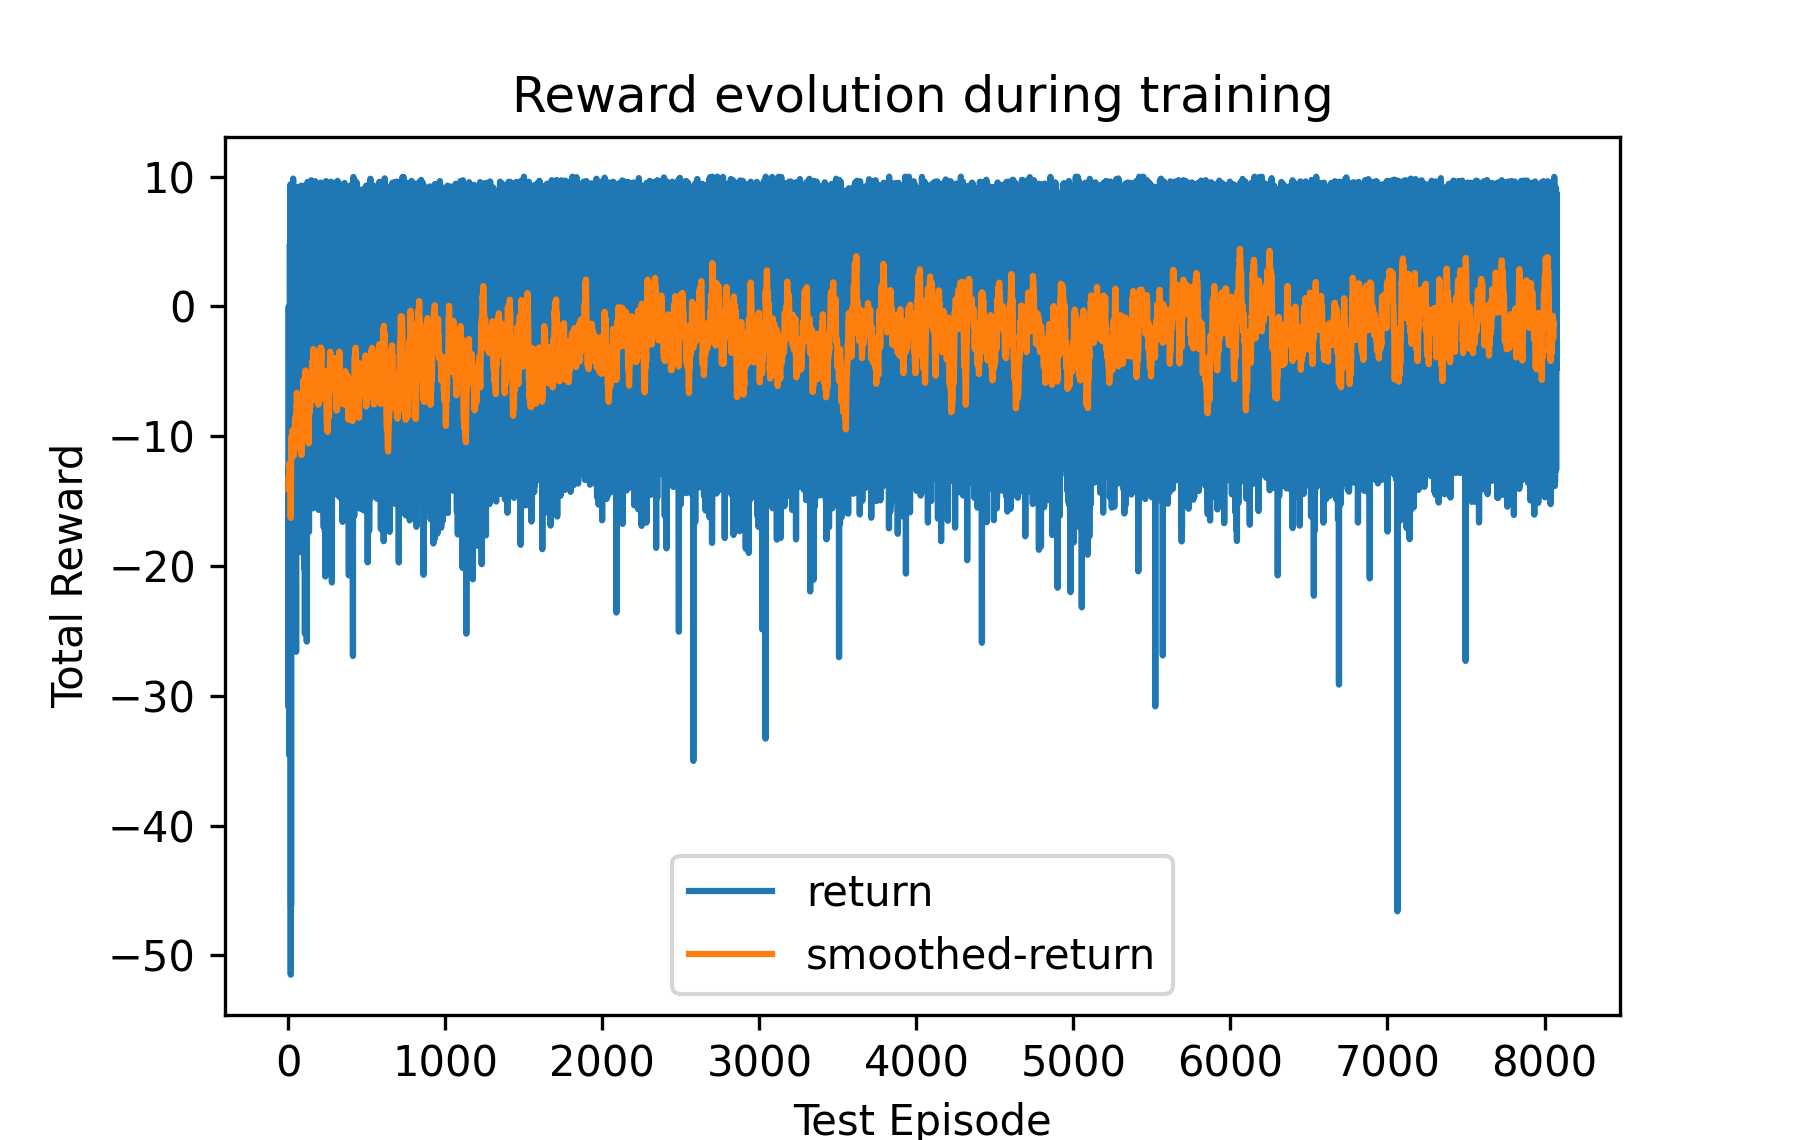 Reward evolution during training
Total Reward
10
0
−10
−20
−30
−40
−50
return
smoothed-return
0 1000 2000 3000 4000 5000 6000 7000 8000
Test Episode